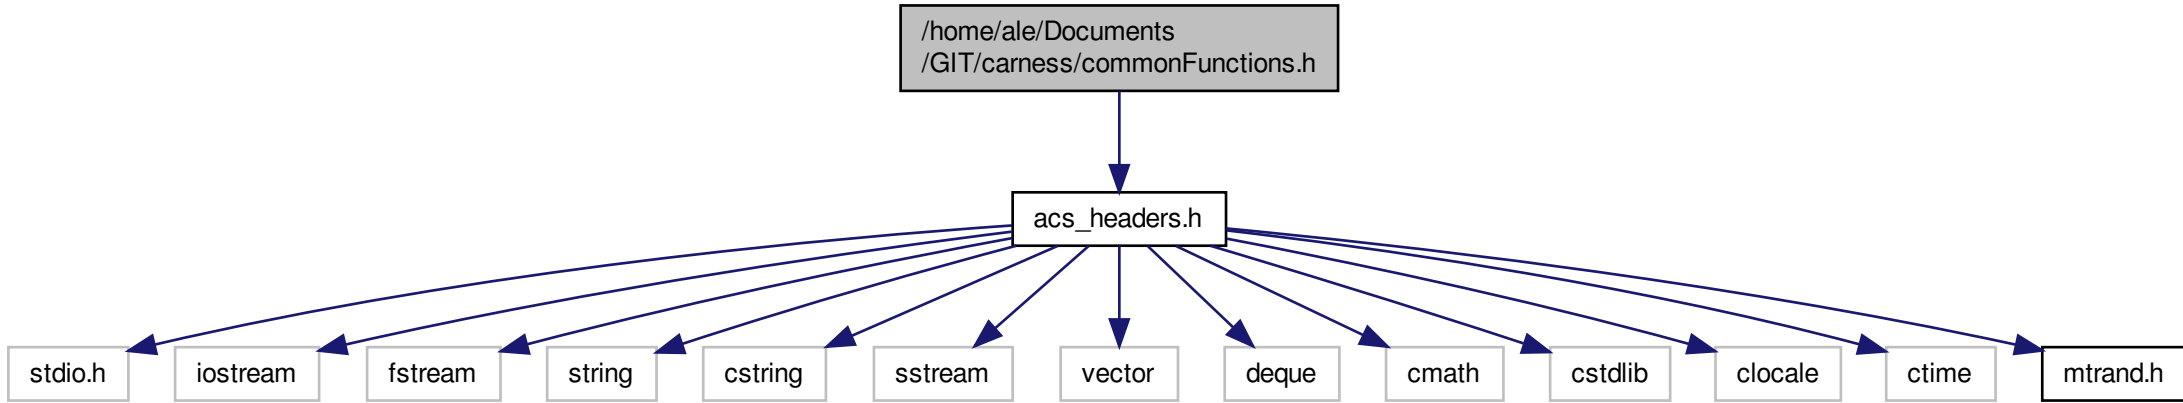 /home/ale/Documents
/GIT/carness/commonFunctions.h
acs_headers.h
stdio.h
iostream
fstream
string
cstring
sstream
vector
deque
cmath
cstdlib
clocale
ctime
mtrand.h